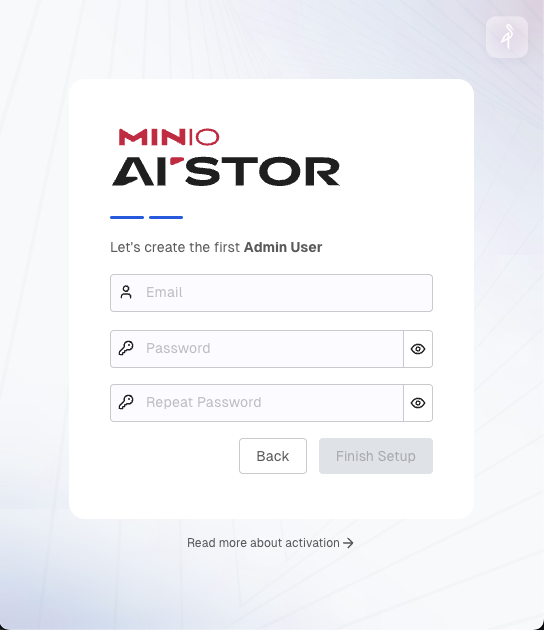 MINIO
AISTOR
Let's create the first Admin User
Email
Password
Repeat Password
Back
Finish Setup
Read more about activation →